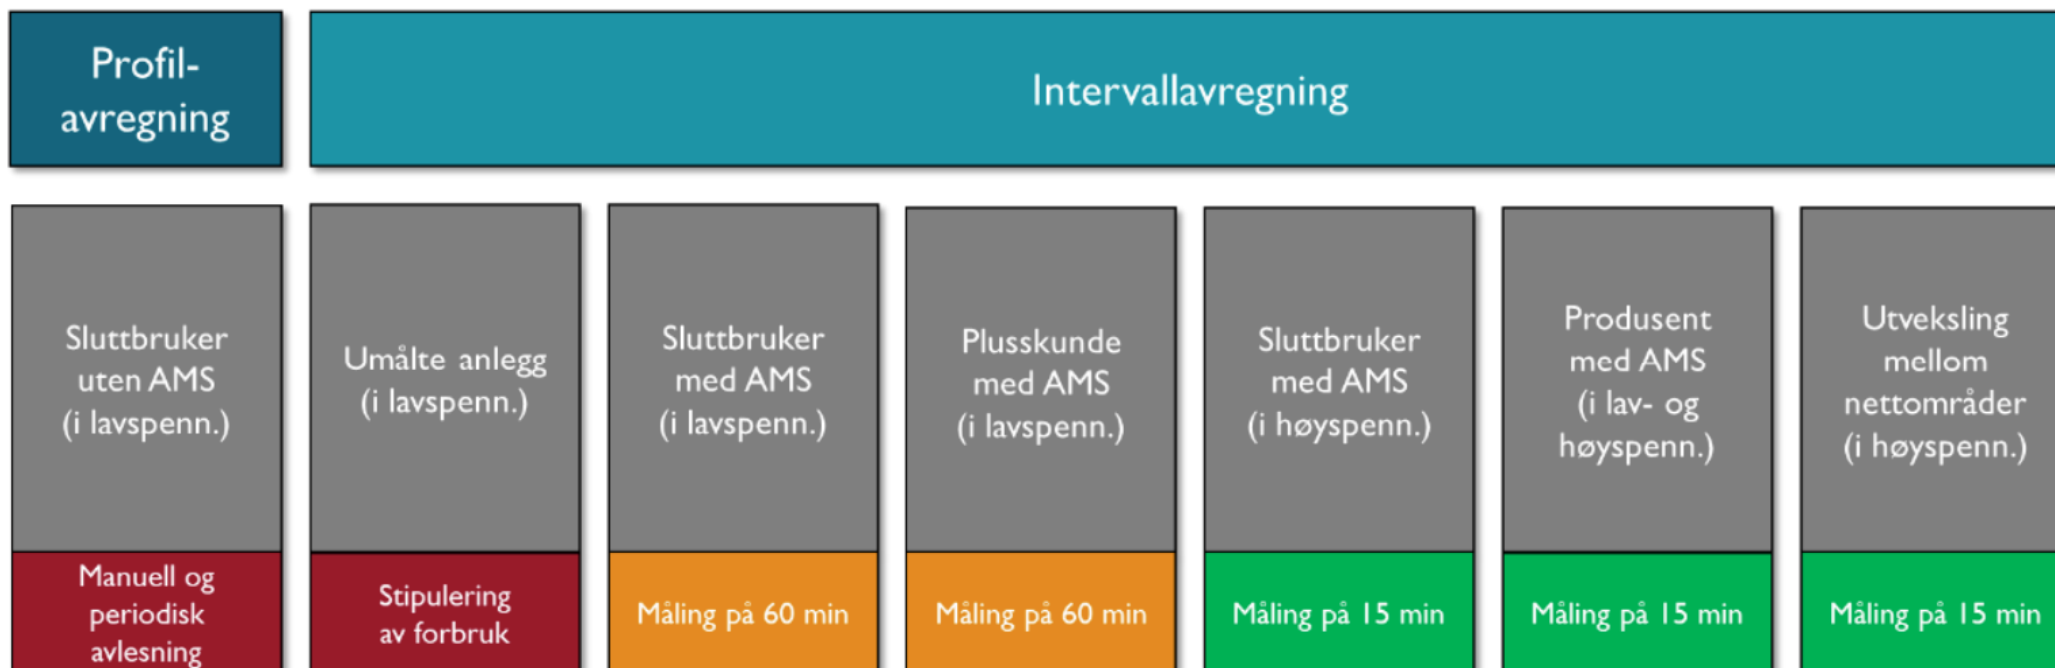 Profil-
avregning
Intervallavregning
Sluttbruker
uten AMS
(i lavspenn.)
Umålte anlegg
(i lavspenn.)
Sluttbruker
med AMS
(i lavspenn.)
Plusskunde
med AMS
(i lavspenn.)
Sluttbruker
med AMS
(i høyspenn.)
Produsent
med AMS
(i lav- og
høyspenn.)
Utveksling
mellom
nettområder
(i høyspenn.)
Manuell og
periodisk
avlesning
Stipulering
av forbruk
Måling på 60 min
Måling på 60 min
Måling på 15 min
Måling på 15 min
Måling på 15 min